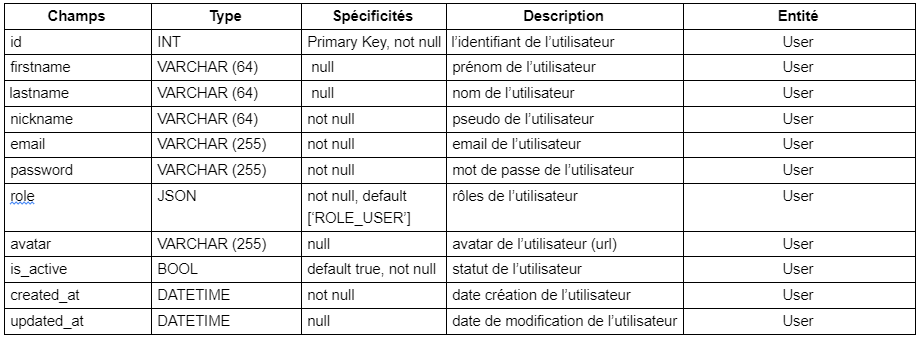 Champs Type Spécificités Description Entité
id INT Primary Key, not null l’identifiant de l’utilisateur User
firstname VARCHAR (64) null prénom de l’utilisateur User
lastname VARCHAR (64) null nom de l’utilisateur User
nickname VARCHAR (64) not null pseudo de l’utilisateur User
email VARCHAR (255) not null email de l’utilisateur User
password VARCHAR (255) not null mot de passe de l’utilisateur User
role JSON not null, default rôles de l’utilisateur User
[‘ROLE_USER’]
avatar VARCHAR (255) null avatar de l’utilisateur (url) User
is_active BOOL default true, not null statut de l’utilisateur User
created_at DATETIME not null date création de l’utilisateur User
updated_at DATETIME null date de modification de l’utilisateur User